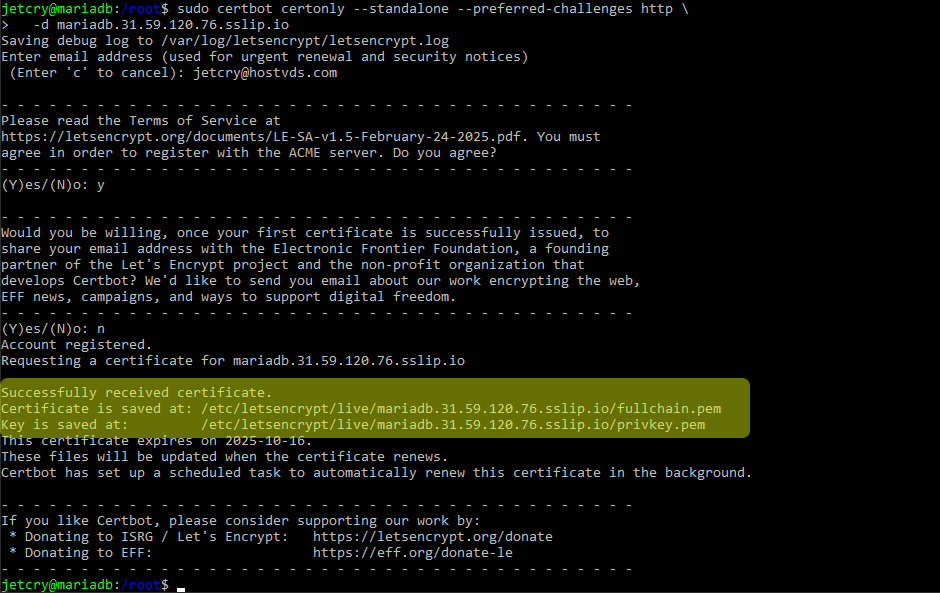 jetcry@mariadb:/root$ sudo certbot certonly --standalone --preferred-challenges http \
>   -d mariadb.31.59.120.76.sslip.io
Saving debug log to /var/log/letsencrypt/letsencrypt.log
Enter email address (used for urgent renewal and security notices)
 (Enter 'c' to cancel): jetcry@hostvds.com
- - - - - - - - - - - - - - - - - - - - - - - - - - - - - - - - - - - - - - - -
Please read the Terms of Service at
https://letsencrypt.org/documents/LE-SA-v1.5-February-24-2025.pdf. You must
agree in order to register with the ACME server. Do you agree?
- - - - - - - - - - - - - - - - - - - - - - - - - - - - - - - - - - - - - - - -
(Y)es/(N)o: y
- - - - - - - - - - - - - - - - - - - - - - - - - - - - - - - - - - - - - - - -
Would you be willing, once your first certificate is successfully issued, to
share your email address with the Electronic Frontier Foundation, a founding
partner of the Let's Encrypt project and the non-profit organization that
develops Certbot? We'd like to send you email about our work encrypting the web,
EFF news, campaigns, and ways to support digital freedom.
- - - - - - - - - - - - - - - - - - - - - - - - - - - - - - - - - - - - - - - -
(Y)es/(N)o: n
Account registered.
Requesting a certificate for mariadb.31.59.120.76.sslip.io
Successfully received certificate.
Certificate is saved at: /etc/letsencrypt/live/mariadb.31.59.120.76.sslip.io/fullchain.pem
Key is saved at:         /etc/letsencrypt/live/mariadb.31.59.120.76.sslip.io/privkey.pem
This certificate expires on 2025-10-16.
These files will be updated when the certificate renews.
Certbot has set up a scheduled task to automatically renew this certificate in the background.
- - - - - - - - - - - - - - - - - - - - - - - - - - - - - - - - - - - - - - - -
If you like Certbot, please consider supporting our work by:
 * Donating to ISRG / Let's Encrypt:   https://letsencrypt.org/donate
 * Donating to EFF:                    https://eff.org/donate-le
- - - - - - - - - - - - - - - - - - - - - - - - - - - - - - - - - - - - - - - -
jetcry@mariadb:/root$